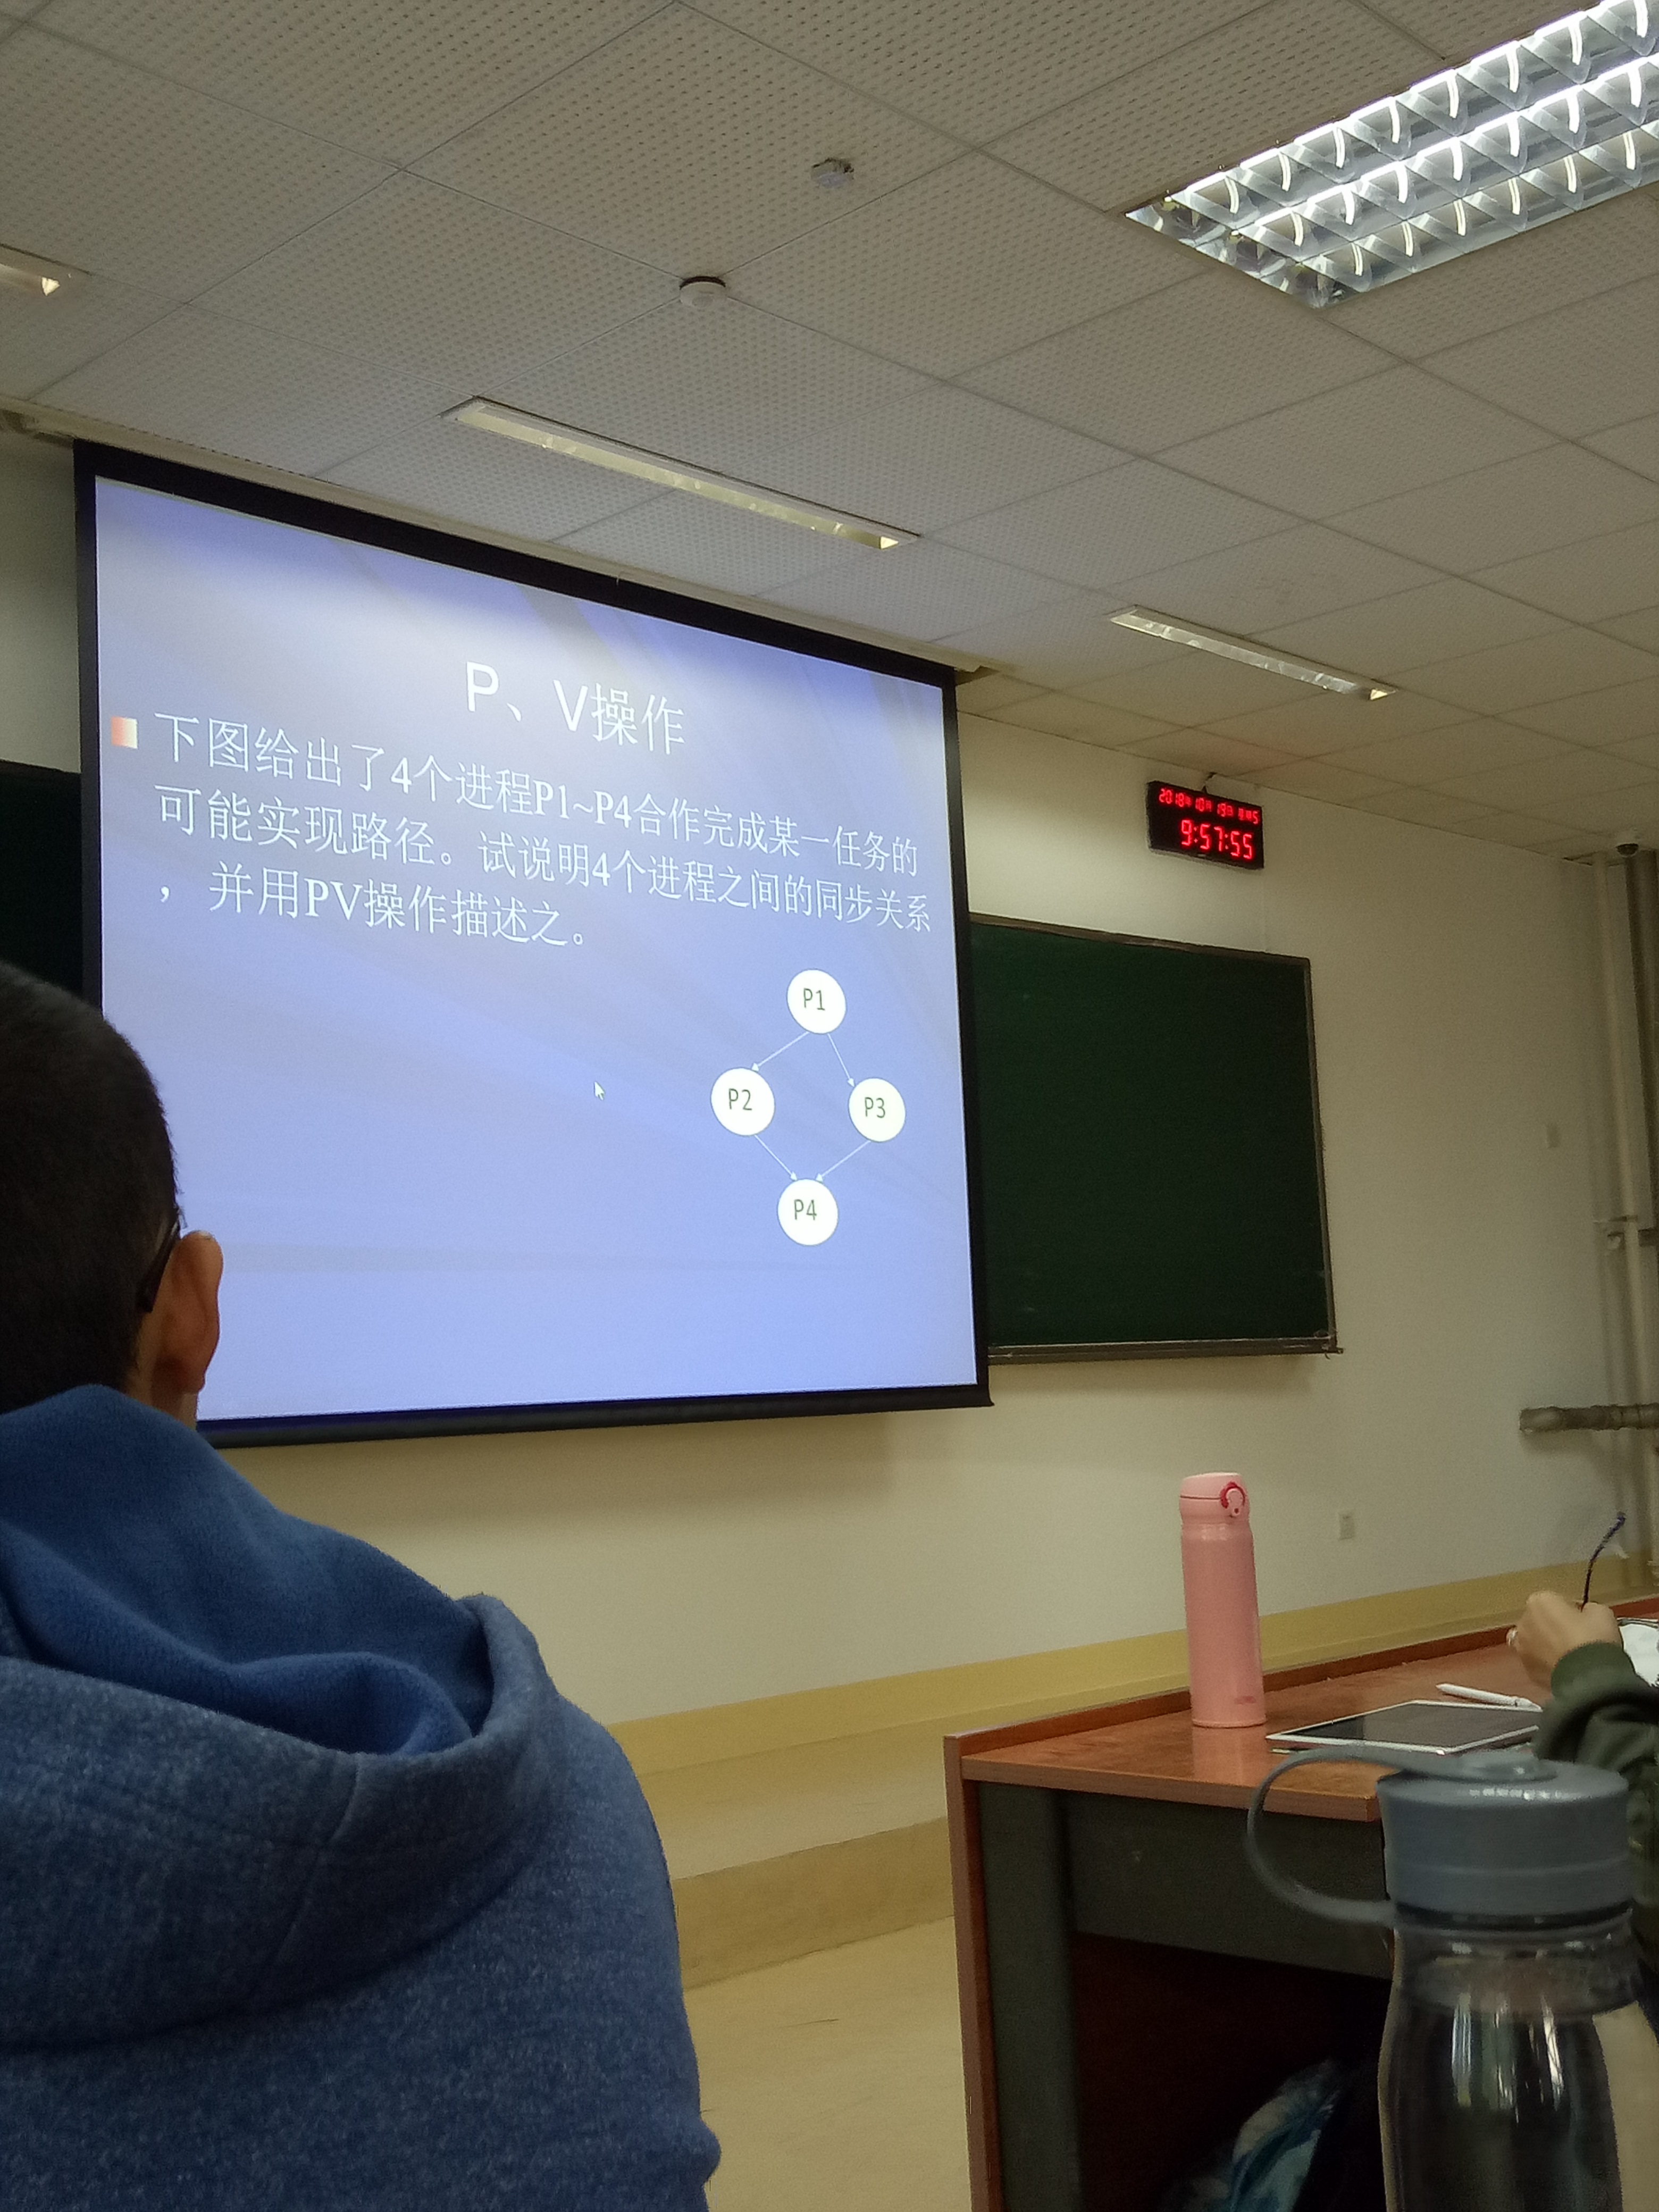 P、V操作
下图给出了4个进程P1~P4合作完成某一任务的
可能实现路径。试说明4个进程之间的同步关系
，并用PV操作描述之。
P1
P2
P3
P4
2018年10月19日 星期5
9:57:55